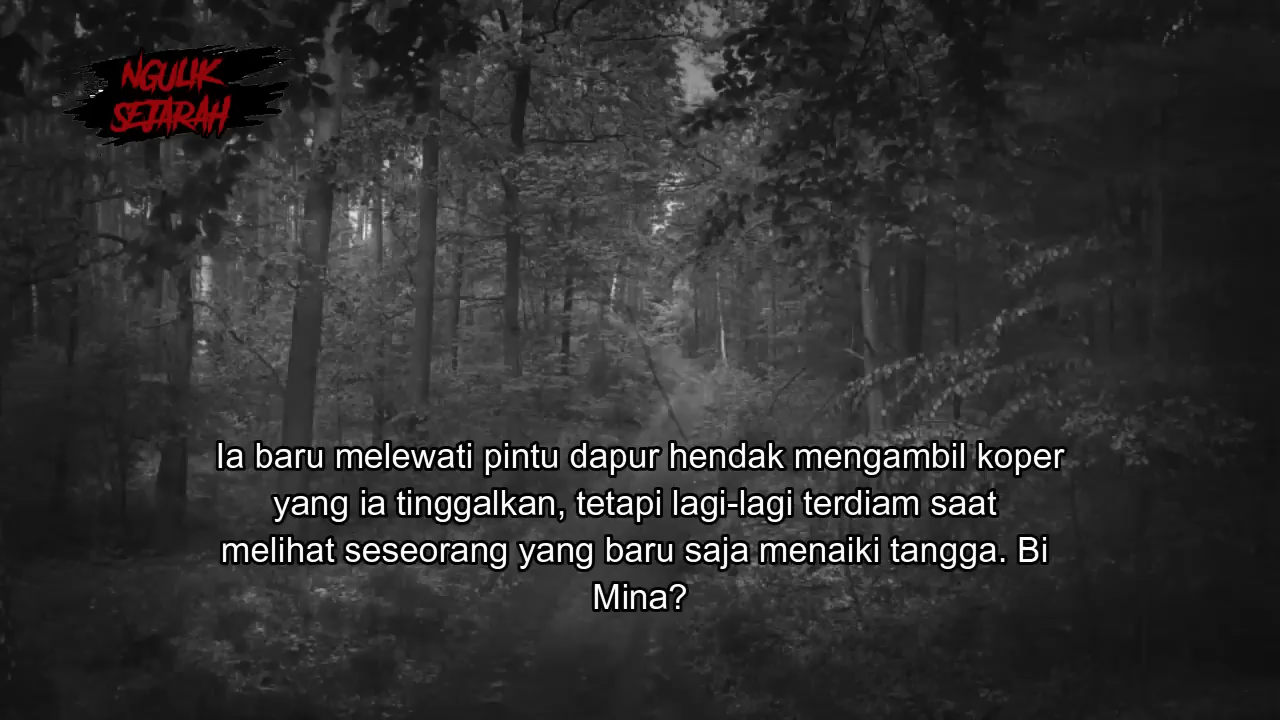 NGULIK
SEJARAH
Ia baru melewati pintu dapur hendak mengambil koper
yang ia tinggalkan, tetapi lagi-lagi terdiam saat
melihat seseorang yang baru saja menaiki tangga. Bi
Mina?